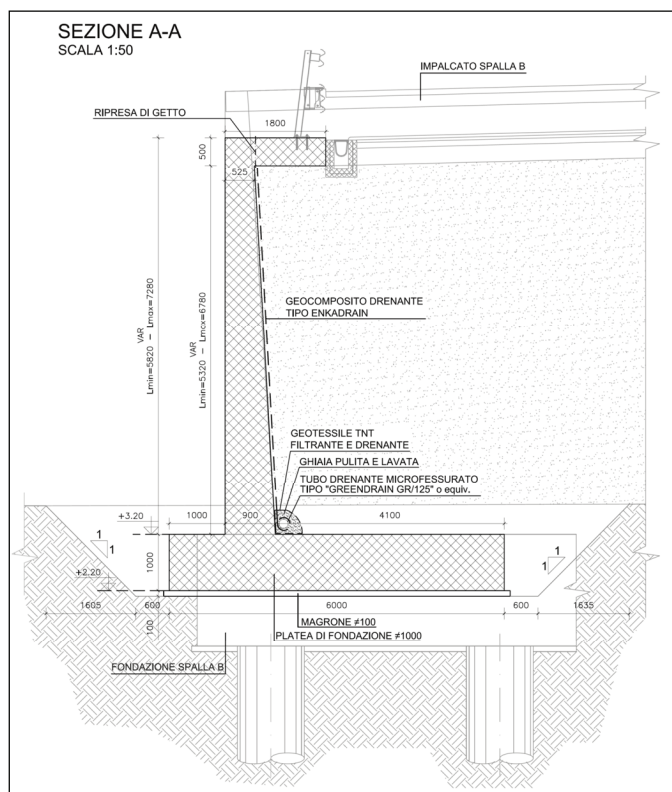 SEZIONE A-A
SCALA 1:50
IMPALCATO SPALLA B
RIPRESA DI GETTO
1800
500
525
VAR
Lmin=5820 - Lmax=7280
VAR
Lmin=5320 - Lmax=6780
GEOCOMPOSITO DRENANTE
TIPO ENKADRAIN
GEOTESSILE TNT
FILTRANTE E DRENANTE
GHIAIA PULITA E LAVATA
TUBO DRENANTE MICROFESSURATO
TIPO "GREENDRAIN GR/125" o equiv.
+3.20
1000
900
4100
1
1
1
1
1000
+2.20
1605
600
6000
600
1635
100
MAGRONE ≠100
PLATEA DI FONDAZIONE ≠1000
FONDAZIONE SPALLA B